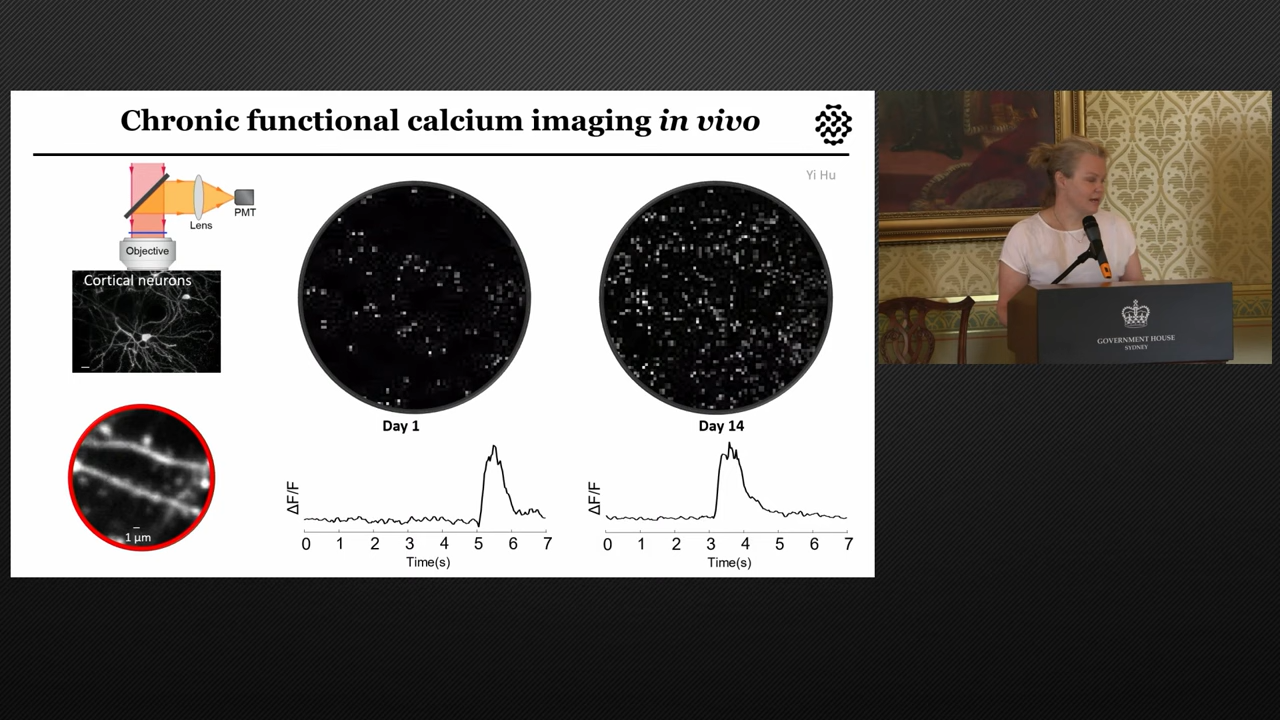 Chronic functional calcium imaging in vivo
Yi Hu
PMT
Lens
Objective
Cortical neurons
1 µm
Day 1
ΔF/F
0 1 2 3 4 5 6 7
Time(s)
Day 14
ΔF/F
0 1 2 3 4 5 6 7
Time(s)
GOVERNMENT HOUSE
SYDNEY